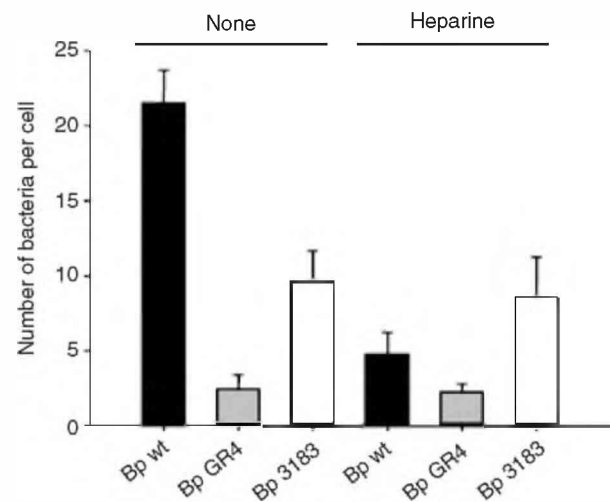 None Heparine
Number of bacteria per cell
25
20
15
10
5
0
Bp wt
Bp GR4
Bp 3183
Bp wt
Bp GR4
Bp 3183